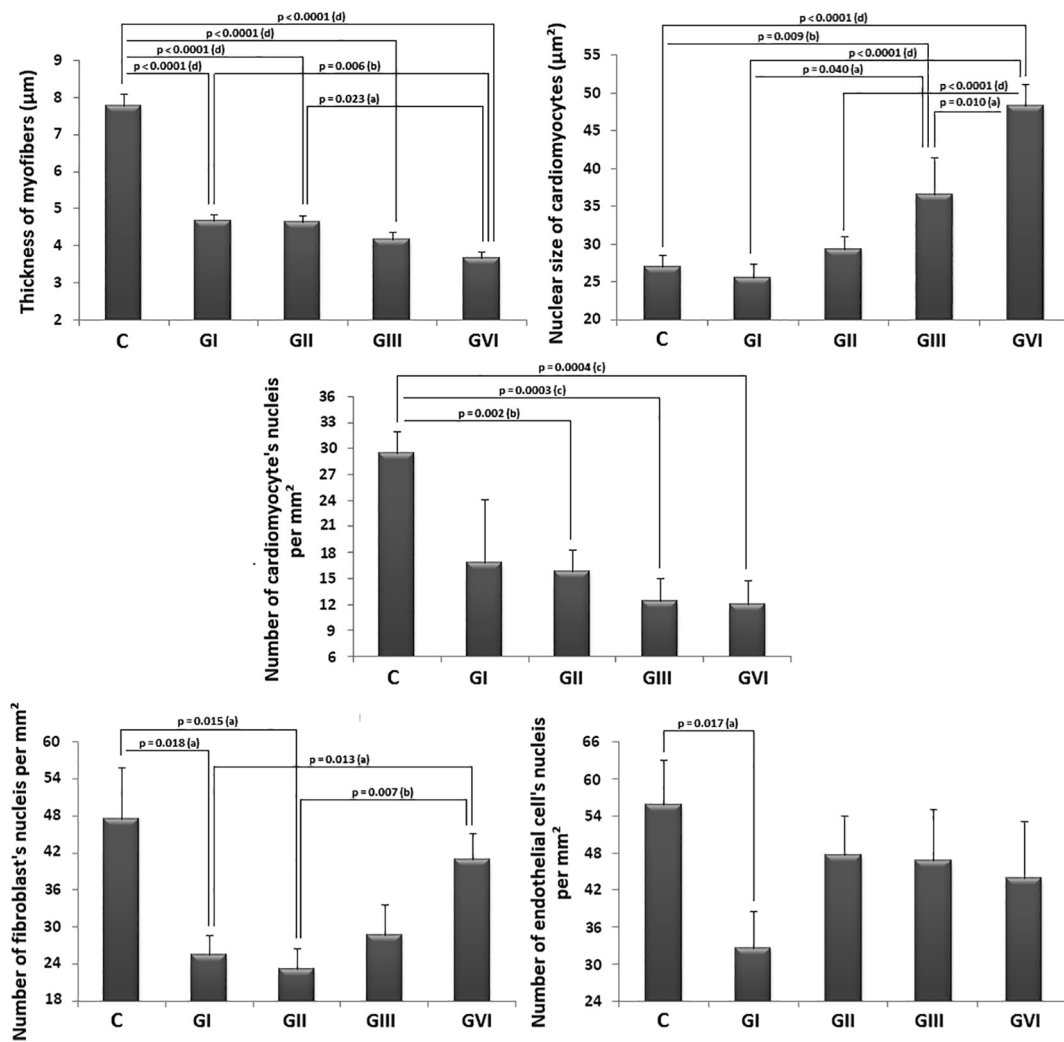 p < 0.0001 (d)
p < 0.0001 (d)
p < 0.0001 (d)
p < 0.0001 (d)
p = 0.006 (b)
p = 0.023 (a)
Thickness of myofibers (µm)
9
8
7
6
5
4
3
2
C GI GII GIII GVI
p <0.0001 (d)
p = 0.009 (b)
p <0.0001 (d)
p = 0.040 (a)
p <0.0001 (d)
p = 0.010 (a)
Nuclear size of cardiomyocytes (µm²)
55
50
45
40
35
30
25
20
C GI GII GIII GVI
p = 0.0004 (c)
p = 0.0003 (c)
p = 0.002 (b)
Number of cardiomyocyte's nucleis
per mm²
36
33
30
27
24
21
18
15
12
9
6
C GI GII GIII GVI
p = 0.015 (a)
p = 0.018 (a)
p = 0.013 (a)
p = 0.007 (b)
Number of fibroblast's nucleis per mm²
60
54
48
42
36
30
24
18
C GI GII GIII GVI
p = 0.017 (a)
Number of endothelial cell's nucleis
per mm²
66
60
54
48
42
36
30
24
C GI GII GIII GVI